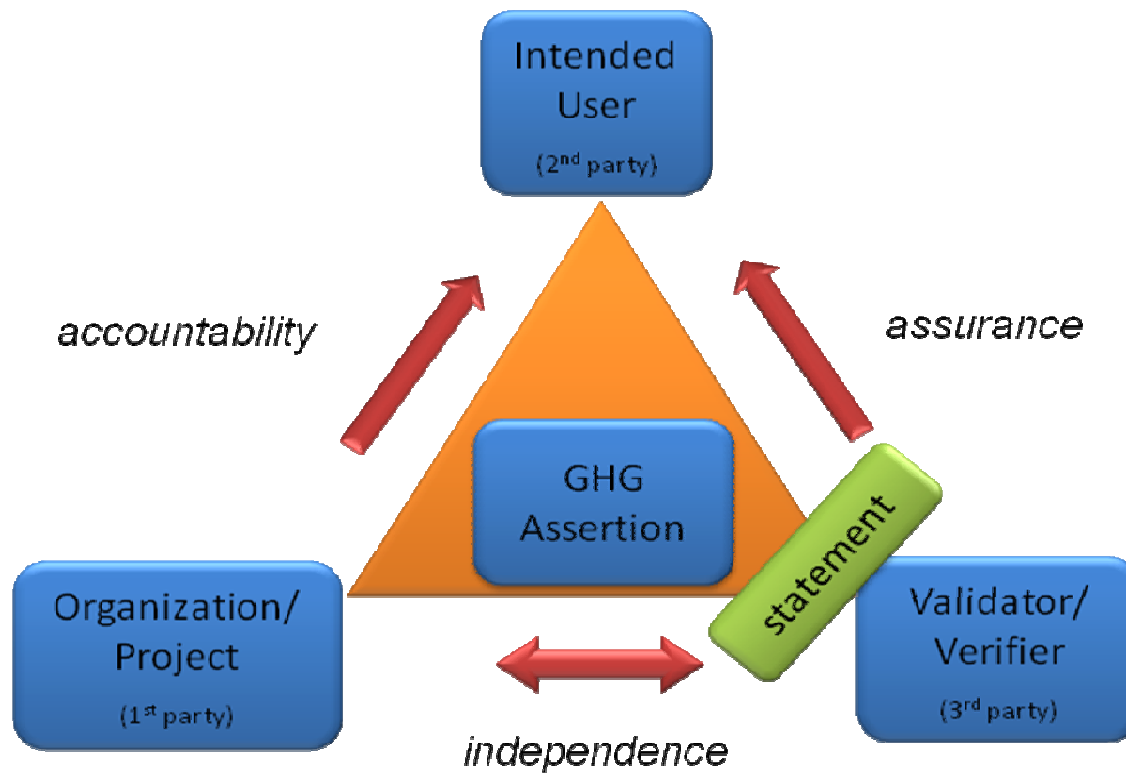 Intended
User
(2nd party)
accountability
assurance
GHG
Assertion
statement
Organization/
Project
(1st party)
Validator/
Verifier
(3rd party)
independence